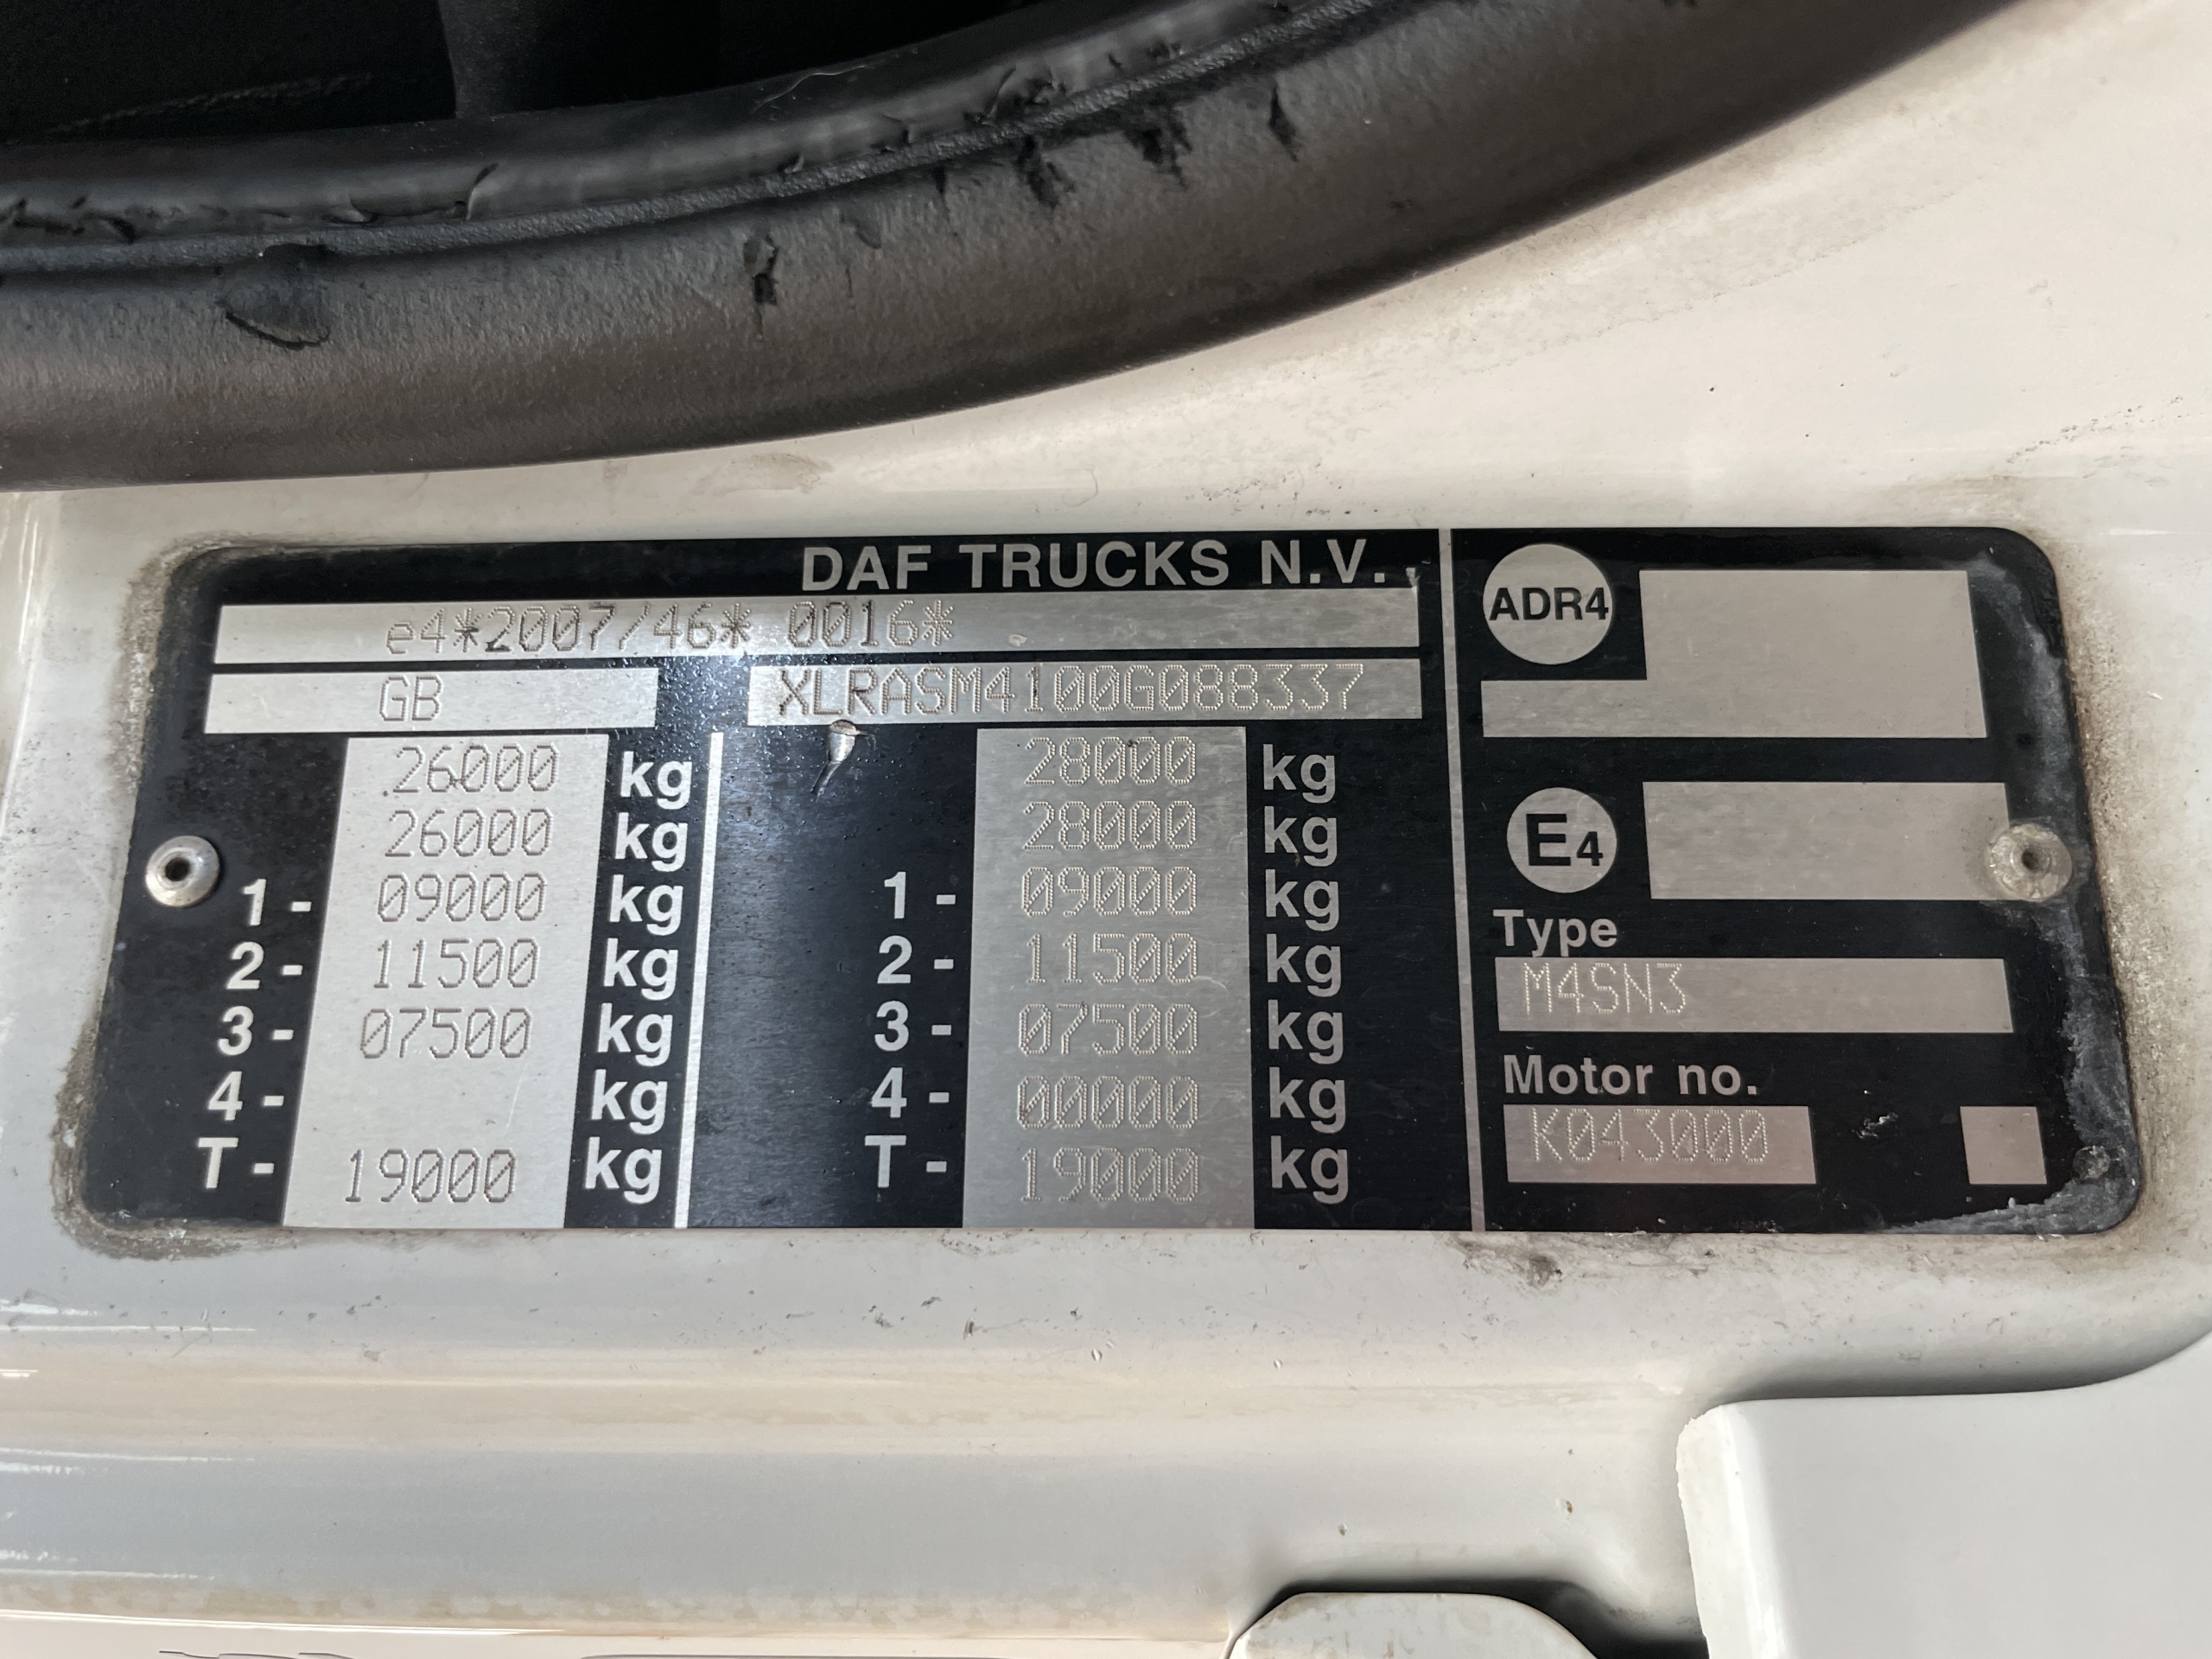 DAF TRUCKS N.V.
e4*2007/46* 0016*
GB XLRASM4100G088337
26000 kg 28000 kg
26000 kg 28000 kg
1 - 09000 kg 1 - 09000 kg
2 - 11500 kg 2 - 11500 kg
3 - 07500 kg 3 - 07500 kg
4 - kg 4 - 00000 kg
T - 19000 kg T - 19000 kg
ADR4
E4
Type
M4SN3
Motor no.
K043000